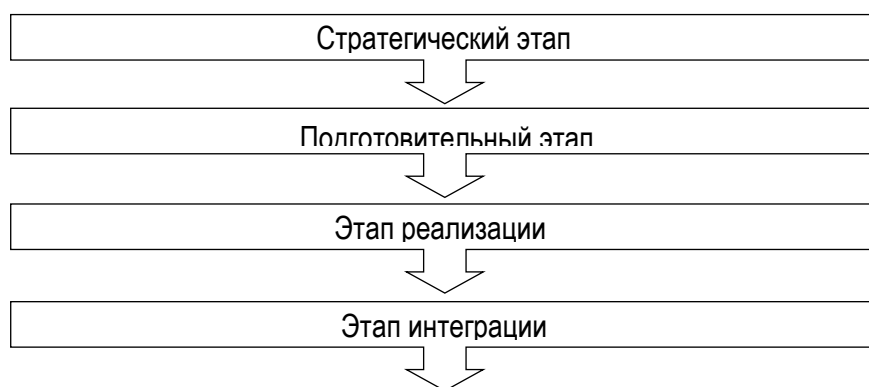 Стратегический этап
Подготовительный этап
Этап реализации
Этап интеграции